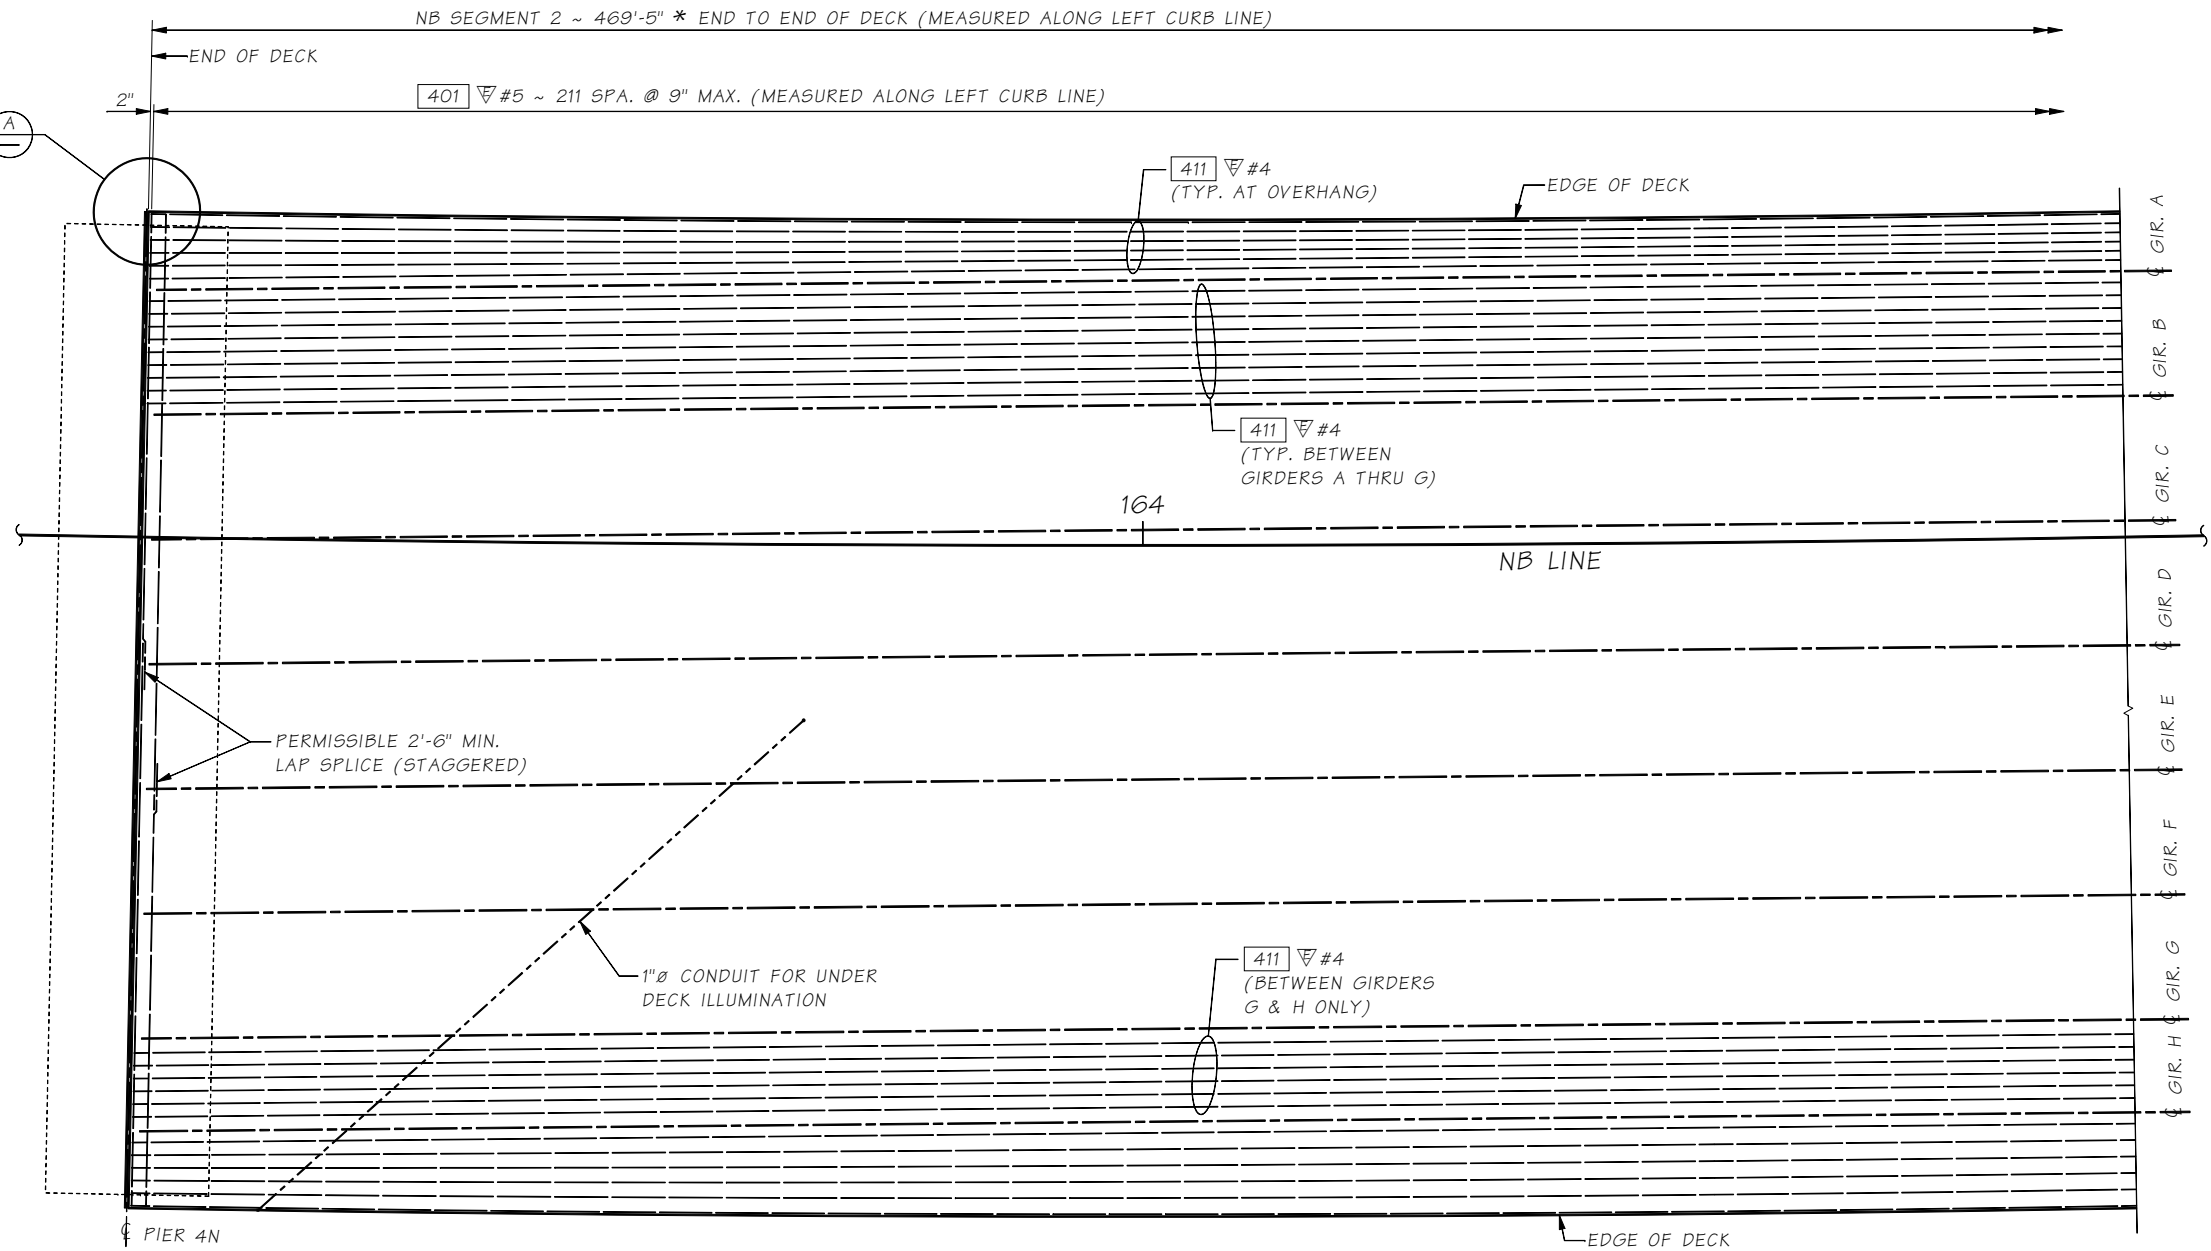 NB SEGMENT 2 ~ 469'-5" * END TO END OF DECK (MEASURED ALONG LEFT CURB LINE)
END OF DECK
2"
401 E #5 ~ 211 SPA. @ 9" MAX. (MEASURED ALONG LEFT CURB LINE)
A
411 E #4
(TYP. AT OVERHANG)
EDGE OF DECK
℄ GIR. A
℄ GIR. B
411 E #4
(TYP. BETWEEN
GIRDERS A THRU G)
℄ GIR. C
164
NB LINE
℄ GIR. D
PERMISSIBLE 2'-6" MIN.
LAP SPLICE (STAGGERED)
℄ GIR. E
℄ GIR. F
1"ø CONDUIT FOR UNDER
DECK ILLUMINATION
411 E #4
(BETWEEN GIRDERS
G & H ONLY)
℄ GIR. G
℄ GIR. H
℄ PIER 4N
EDGE OF DECK